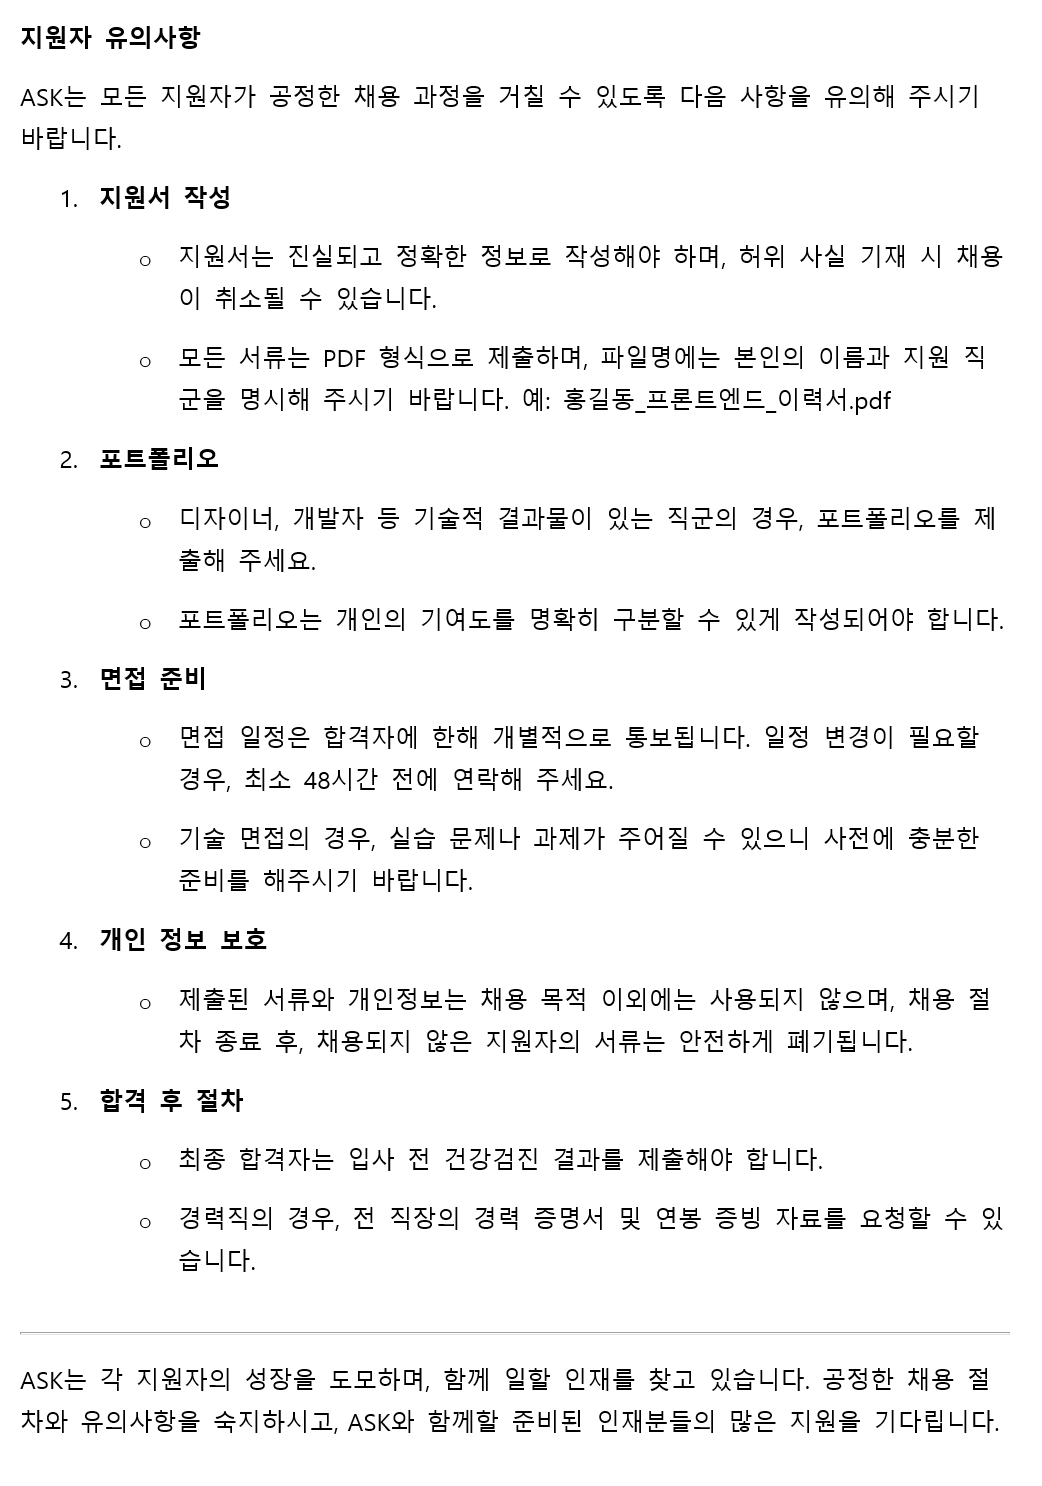 지원자 유의사항
ASK는 모든 지원자가 공정한 채용 과정을 거칠 수 있도록 다음 사항을 유의해 주시기
바랍니다.
1. 지원서 작성
o 지원서는 진실되고 정확한 정보로 작성해야 하며, 허위 사실 기재 시 채용
이 취소될 수 있습니다.
o 모든 서류는 PDF 형식으로 제출하며, 파일명에는 본인의 이름과 지원 직
군을 명시해 주시기 바랍니다. 예: 홍길동_프론트엔드_이력서.pdf
2. 포트폴리오
o 디자이너, 개발자 등 기술적 결과물이 있는 직군의 경우, 포트폴리오를 제
출해 주세요.
o 포트폴리오는 개인의 기여도를 명확히 구분할 수 있게 작성되어야 합니다.
3. 면접 준비
o 면접 일정은 합격자에 한해 개별적으로 통보됩니다. 일정 변경이 필요할
경우, 최소 48시간 전에 연락해 주세요.
o 기술 면접의 경우, 실습 문제나 과제가 주어질 수 있으니 사전에 충분한
준비를 해주시기 바랍니다.
4. 개인 정보 보호
o 제출된 서류와 개인정보는 채용 목적 이외에는 사용되지 않으며, 채용 절
차 종료 후, 채용되지 않은 지원자의 서류는 안전하게 폐기됩니다.
5. 합격 후 절차
o 최종 합격자는 입사 전 건강검진 결과를 제출해야 합니다.
o 경력직의 경우, 전 직장의 경력 증명서 및 연봉 증빙 자료를 요청할 수 있
습니다.
ASK는 각 지원자의 성장을 도모하며, 함께 일할 인재를 찾고 있습니다. 공정한 채용 절
차와 유의사항을 숙지하시고, ASK와 함께할 준비된 인재분들의 많은 지원을 기다립니다.